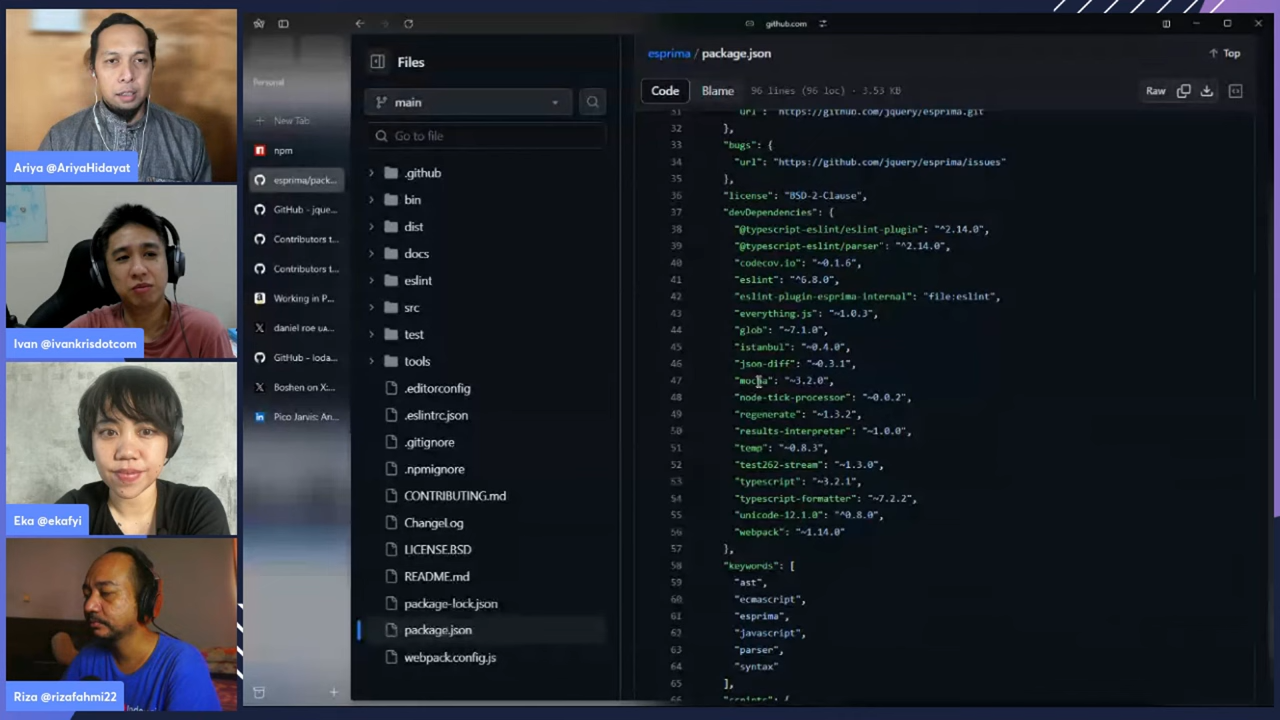 Ariya @AriyaHidayat
Ivan @ivankrisdotcom
Eka @ekafyi
Riza @rizafahmi22
github.com
Personal
New Tab
npm
esprima/pack...
GitHub - jque...
Contributors t...
Contributors t...
Working in P...
daniel roe UA...
GitHub - loda...
Boshen on X:...
Pico Jarvis: An...
Files
main
Go to file
.github
bin
dist
docs
eslint
src
test
tools
.editorconfig
.eslintrc.json
.gitignore
.npmignore
CONTRIBUTING.md
ChangeLog
LICENSE.BSD
README.md
package-lock.json
package.json
webpack.config.js
esprima / package.json
Top
Code Blame 96 lines (96 loc) · 3.53 KB
Raw
31 "url": "https://github.com/jquery/esprima.git
32 },
33 "bugs": {
34 "url": "https://github.com/jquery/esprima/issues"
35 },
36 "license": "BSD-2-Clause",
37 "devDependencies": {
38 "@typescript-eslint/eslint-plugin": "^2.14.0",
39 "@typescript-eslint/parser": "^2.14.0",
40 "codecov.io": "~0.1.6",
41 "eslint": "^6.8.0",
42 "eslint-plugin-esprima-internal": "file:eslint",
43 "everything.js": "~1.0.3",
44 "glob": "~7.1.0",
45 "istanbul": "~0.4.0",
46 "json-diff": "~0.3.1",
47 "mocha": "~3.2.0",
48 "node-tick-processor": "~0.0.2",
49 "regenerate": "~1.3.2",
50 "results-interpreter": "~1.0.0",
51 "temp": "~0.8.3",
52 "test262-stream": "~1.3.0",
53 "typescript": "~3.2.1",
54 "typescript-formatter": "~7.2.2",
55 "unicode-12.1.0": "^0.8.0",
56 "webpack": "~1.14.0"
57 },
58 "keywords": [
59 "ast",
60 "ecmascript",
61 "esprima",
62 "javascript",
63 "parser",
64 "syntax"
65 ],
66 "scripts": {